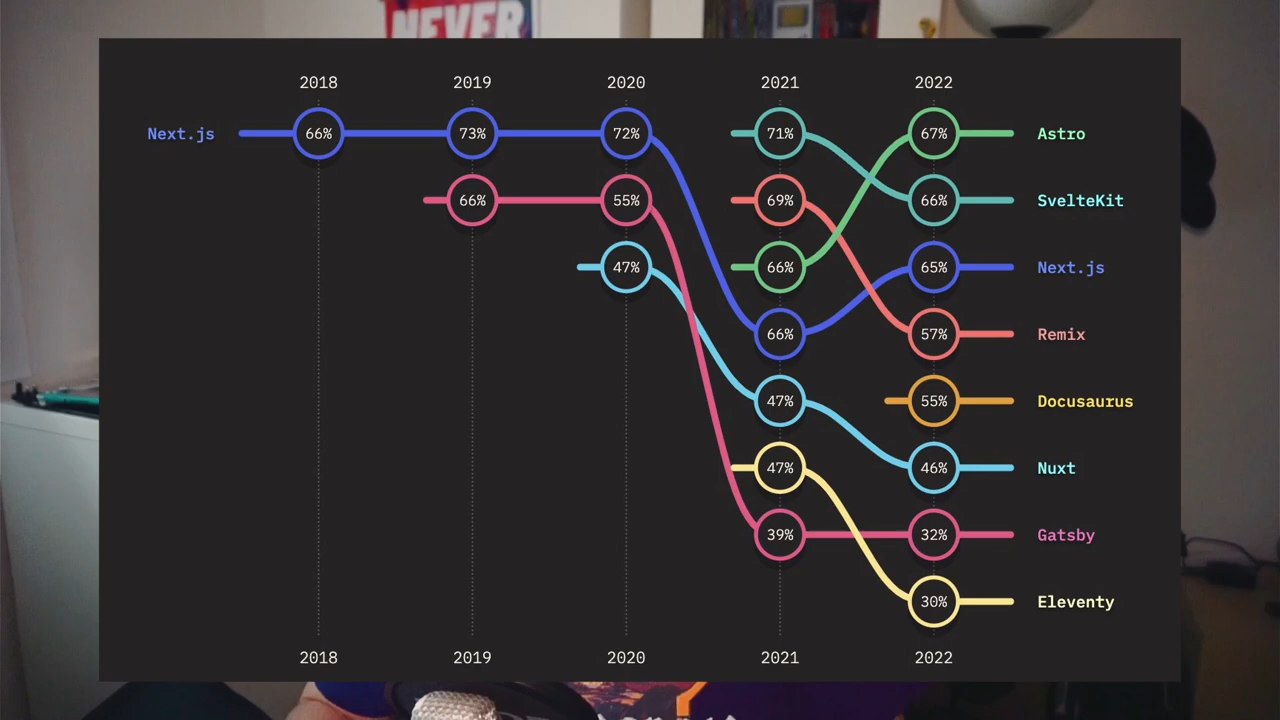 NEVER
2018 2019 2020 2021 2022
Next.js 66% 73% 72% 71% 67% Astro
66% 55% 69% 66% SvelteKit
47% 66% 65% Next.js
66% 57% Remix
47% 55% Docusaurus
47% 46% Nuxt
39% 32% Gatsby
30% Eleventy
2018 2019 2020 2021 2022